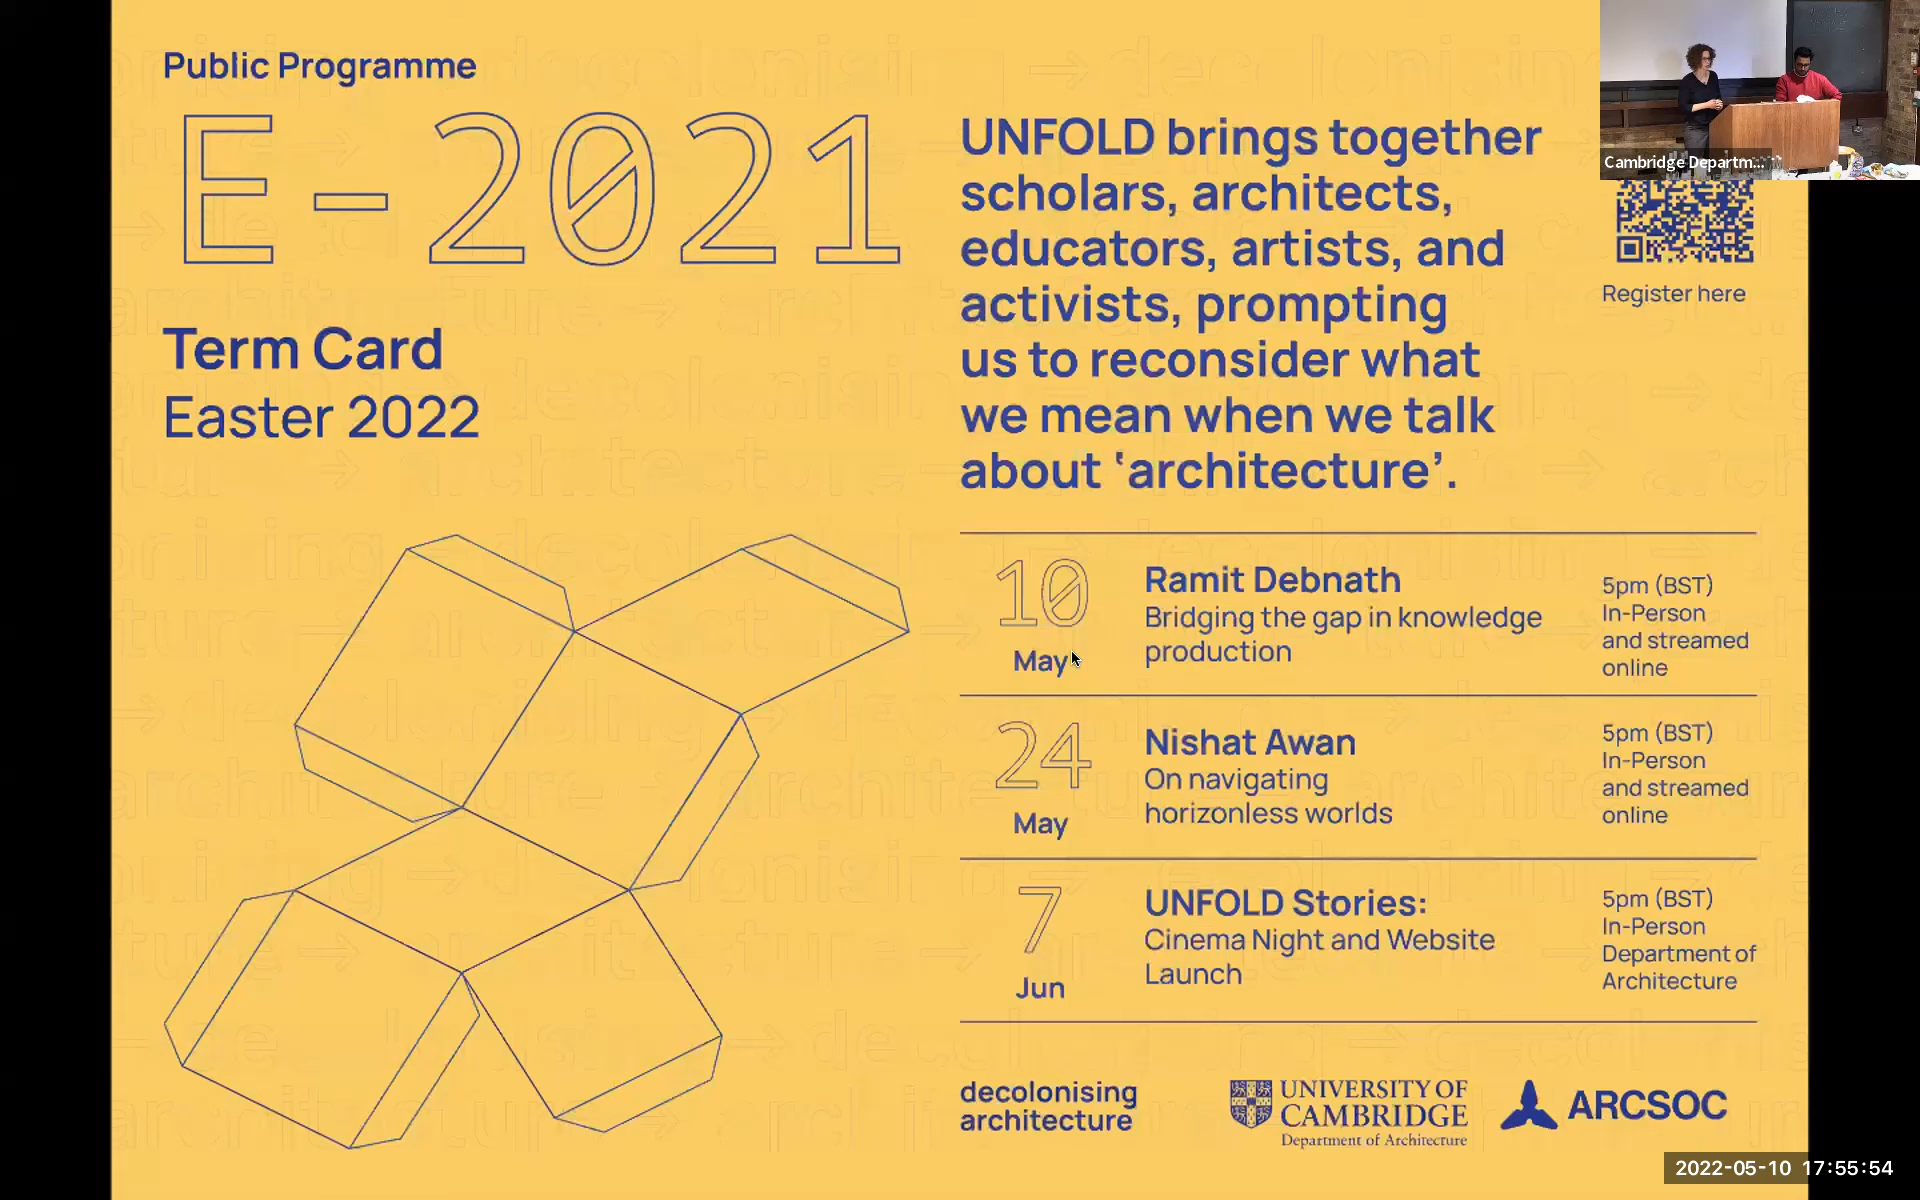 Public Programme
E-2021
Term Card
Easter 2022
UNFOLD brings together
scholars, architects,
educators, artists, and
activists, prompting
us to reconsider what
we mean when we talk
about ‘architecture’.
Cambridge Departm...
Register here
10
May
Ramit Debnath
Bridging the gap in knowledge
production
5pm (BST)
In-Person
and streamed
online
24
May
Nishat Awan
On navigating
horizonless worlds
5pm (BST)
In-Person
and streamed
online
7
Jun
UNFOLD Stories:
Cinema Night and Website
Launch
5pm (BST)
In-Person
Department of
Architecture
decolonising
architecture
UNIVERSITY OF
CAMBRIDGE
Department of Architecture
ARCSOC
2022-05-10 17:55:54